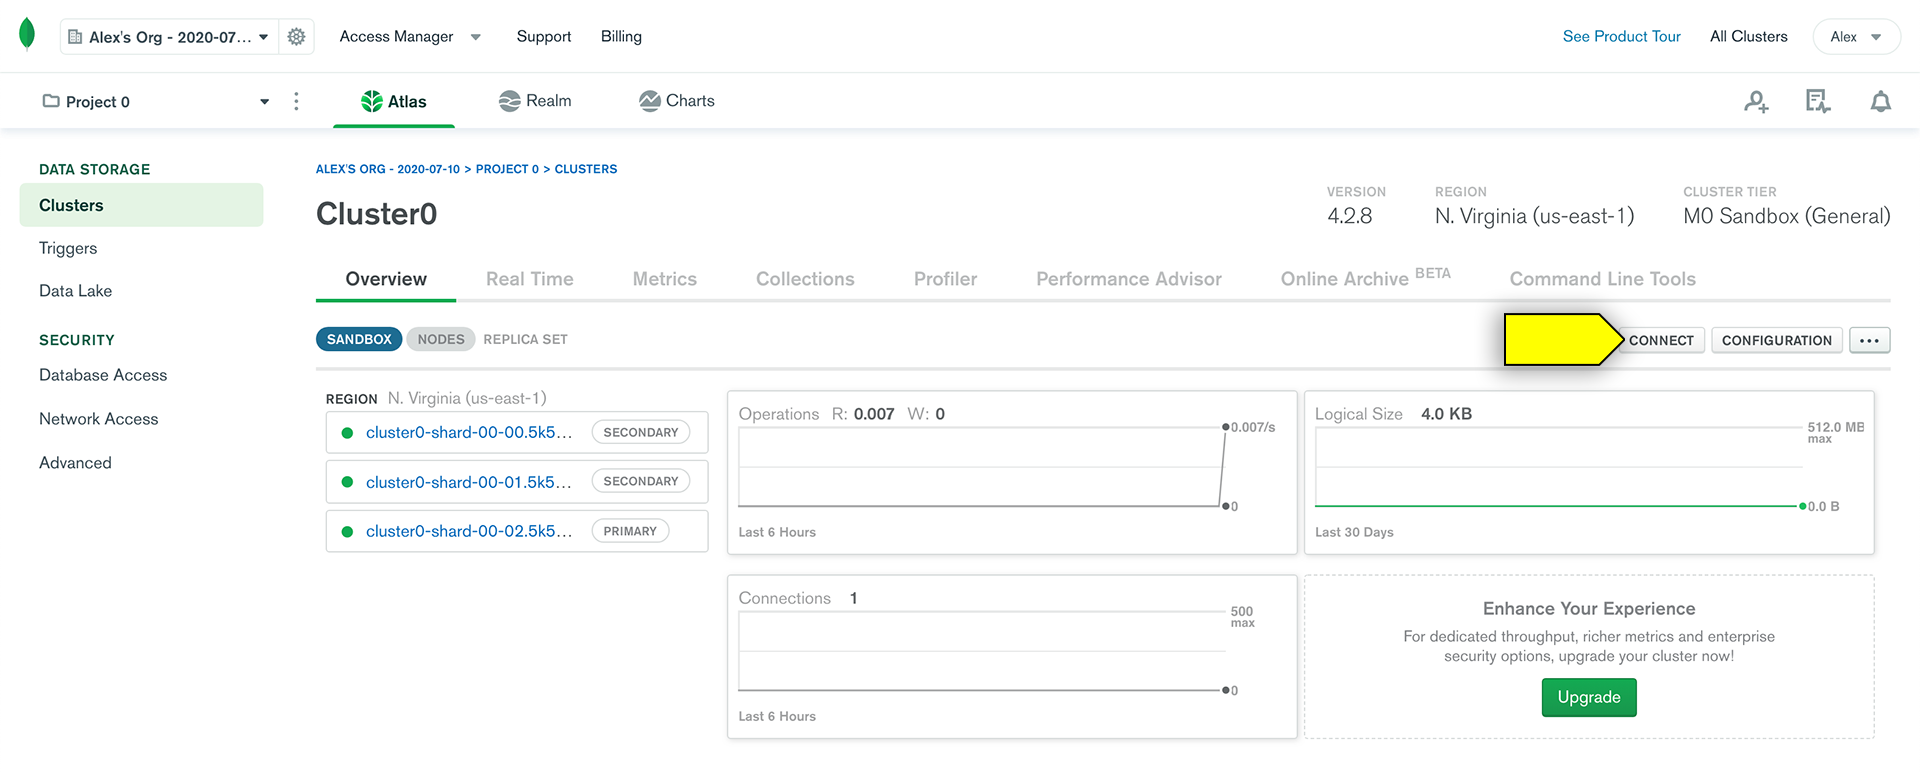 Alex's Org - 2020-07...
Access Manager
Support
Billing
See Product Tour
All Clusters
Alex
Project 0
Atlas
Realm
Charts
DATA STORAGE
Clusters
Triggers
Data Lake
SECURITY
Database Access
Network Access
Advanced
ALEX'S ORG - 2020-07-10 > PROJECT 0 > CLUSTERS
Cluster0
VERSION
4.2.8
REGION
N. Virginia (us-east-1)
CLUSTER TIER
M0 Sandbox (General)
Overview
Real Time
Metrics
Collections
Profiler
Performance Advisor
Online Archive BETA
Command Line Tools
SANDBOX
NODES
REPLICA SET
CONNECT
CONFIGURATION
...
REGION N. Virginia (us-east-1)
cluster0-shard-00-00.5k5...
SECONDARY
cluster0-shard-00-01.5k5...
SECONDARY
cluster0-shard-00-02.5k5...
PRIMARY
Operations R: 0.007 W: 0
0.007/s
0
Last 6 Hours
Logical Size 4.0 KB
512.0 MB
max
0.0 B
Last 30 Days
Connections 1
500
max
0
Last 6 Hours
Enhance Your Experience
For dedicated throughput, richer metrics and enterprise
security options, upgrade your cluster now!
Upgrade